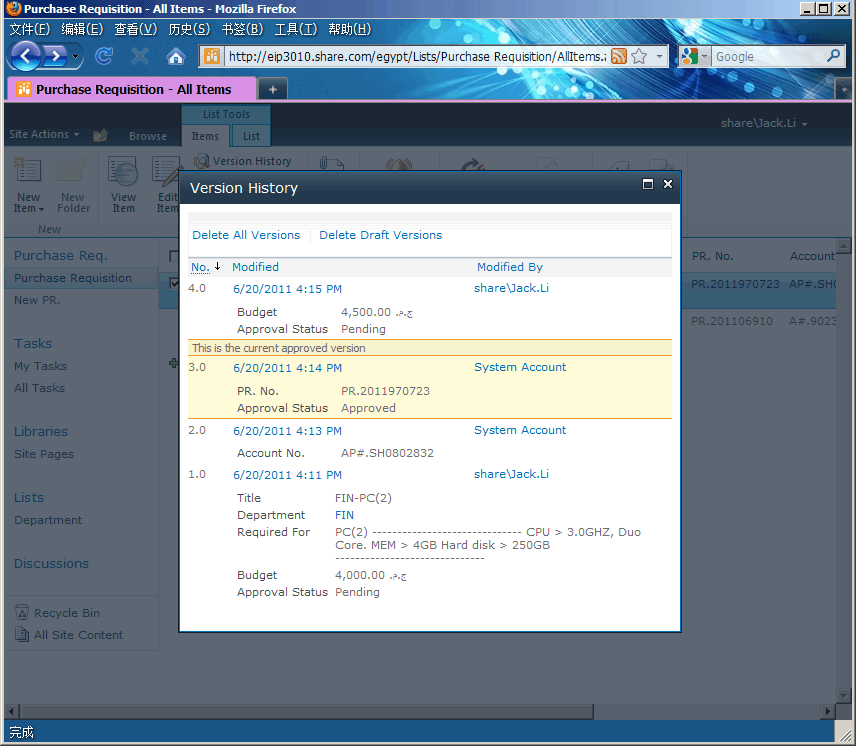 Purchase Requisition - All Items - Mozilla Firefox
文件(F) 编辑(E) 查看(V) 历史(S) 书签(B) 工具(T) 帮助(H)
http://eip3010.share.com/egypt/Lists/Purchase Requisition/AllItems.a
Google
Purchase Requisition - All Items
+
List Tools
share\Jack.Li
Site Actions
Browse
Items
List
Version History
New Item
New Folder
View Item
Edit Item
New
Version History
Delete All Versions
Delete Draft Versions
No. Modified Modified By
4.0 6/20/2011 4:15 PM share\Jack.Li
Budget ج.م. 4,500.00
Approval Status Pending
This is the current approved version
3.0 6/20/2011 4:14 PM System Account
PR. No. PR.2011970723
Approval Status Approved
2.0 6/20/2011 4:13 PM System Account
Account No. AP#.SH0802832
1.0 6/20/2011 4:11 PM share\Jack.Li
Title FIN-PC(2)
Department FIN
Required For PC(2) ------------------------------ CPU > 3.0GHZ, Duo
Core. MEM > 4GB Hard disk > 250GB
------------------------------
Budget ج.م. 4,000.00
Approval Status Pending
Purchase Req.
Purchase Requisition
New PR.
Tasks
My Tasks
All Tasks
Libraries
Site Pages
Lists
Department
Discussions
Recycle Bin
All Site Content
PR. No. Account
PR.2011970723 AP#.SH0
PR.201106910 A#.9023
完成